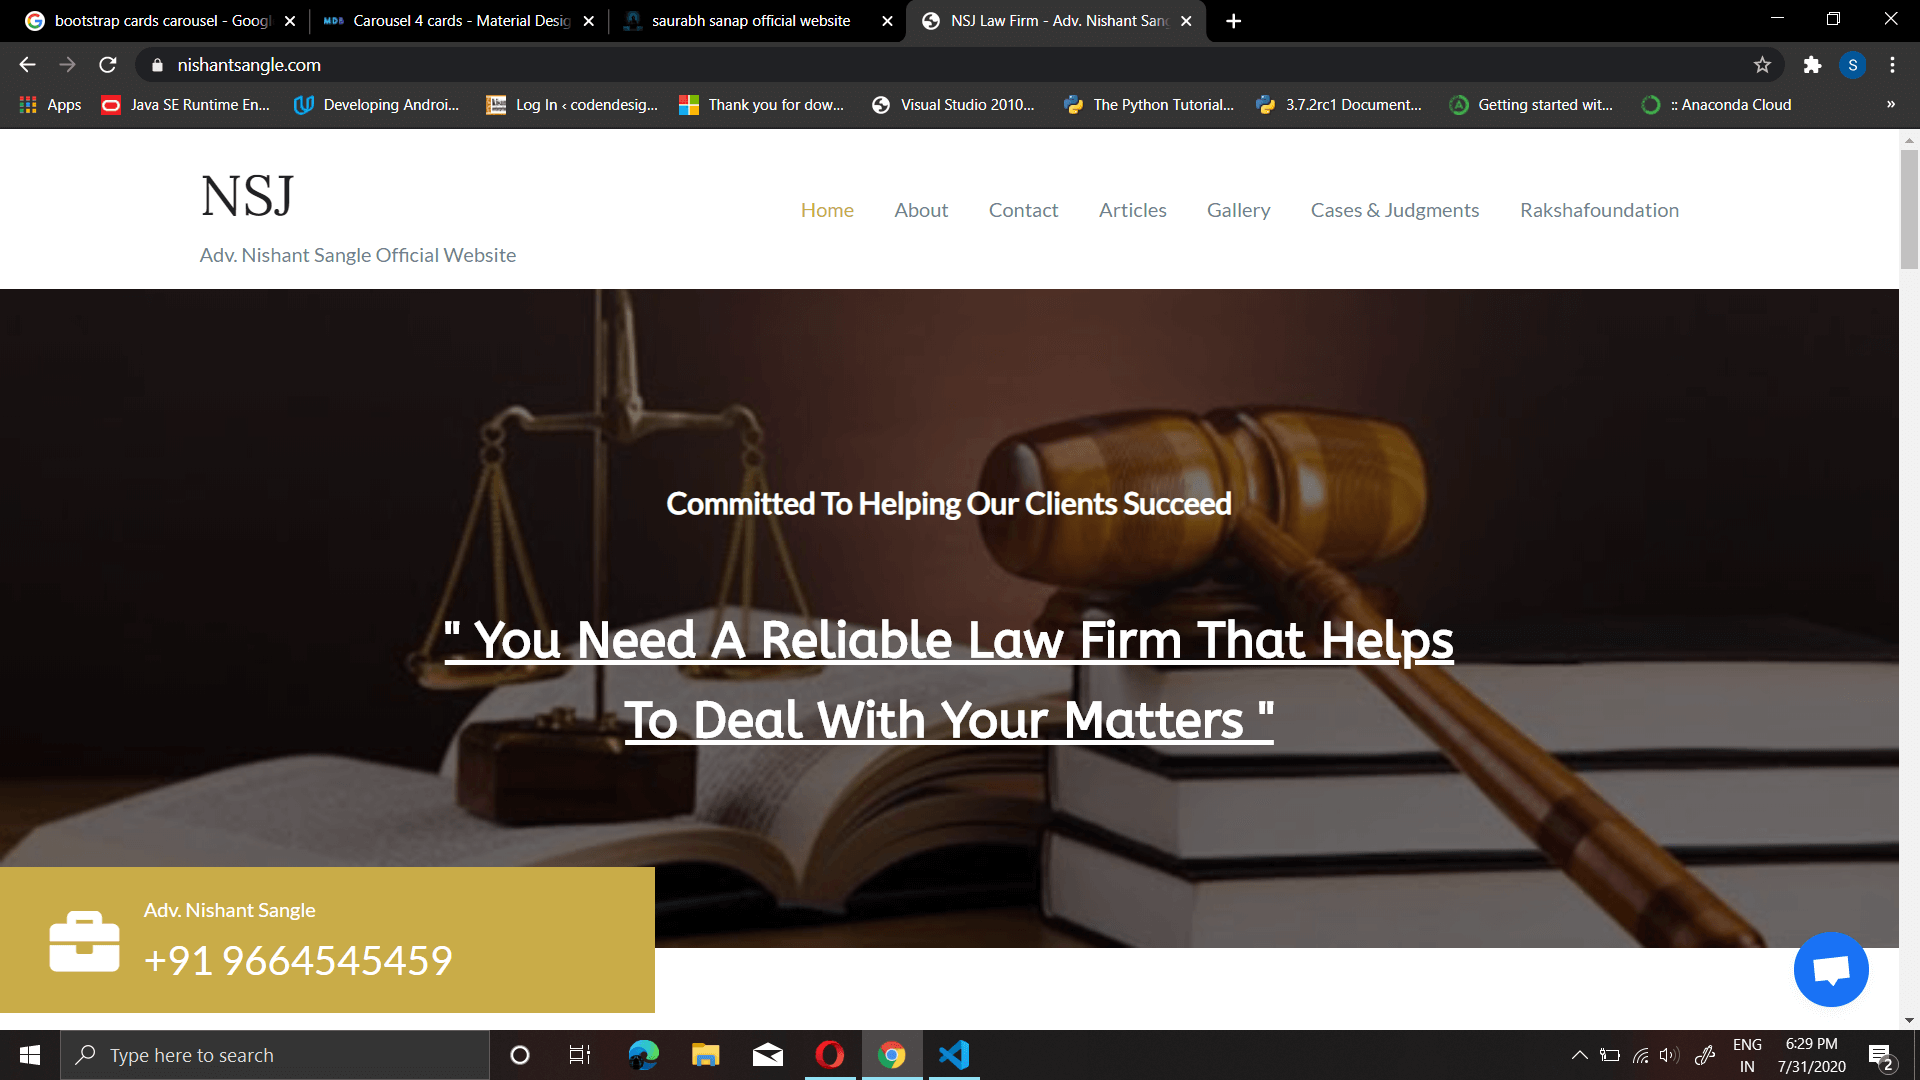 bootstrap cards carousel - Goog
Carousel 4 cards - Material Desig
saurabh sanap official website
NSJ Law Firm - Adv. Nishant Sang
nishantsangle.com
S
Apps
Java SE Runtime En...
Developing Androi...
Log In ‹ codendesig...
Thank you for dow...
Visual Studio 2010...
The Python Tutorial...
3.7.2rc1 Document...
Getting started wit...
:: Anaconda Cloud
»
NSJ
Adv. Nishant Sangle Official Website
Home
About
Contact
Articles
Gallery
Cases & Judgments
Rakshafoundation
Committed To Helping Our Clients Succeed
" You Need A Reliable Law Firm That Helps
To Deal With Your Matters "
Adv. Nishant Sangle
+91 9664545459
Type here to search
ENG
IN
6:29 PM
7/31/2020
2